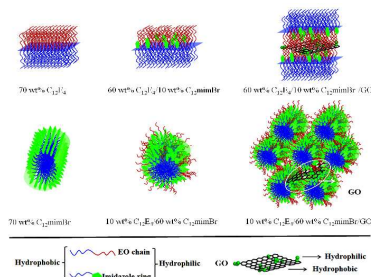 70 wt% C12E4
60 wt% C12E4/10 wt% C12mimBr
60 wt% C12E4/10 wt% C12mimBr /GO
GO
70 wt% C12mimBr
10 wt% C12E4/60 wt% C12mimBr
10 wt% C12E4/60 wt% C12mimBr/GO
EO chain
Hydrophobic
Hydrophilic
Imidazole ring
GO
Hydrophilic
Hydrophobic